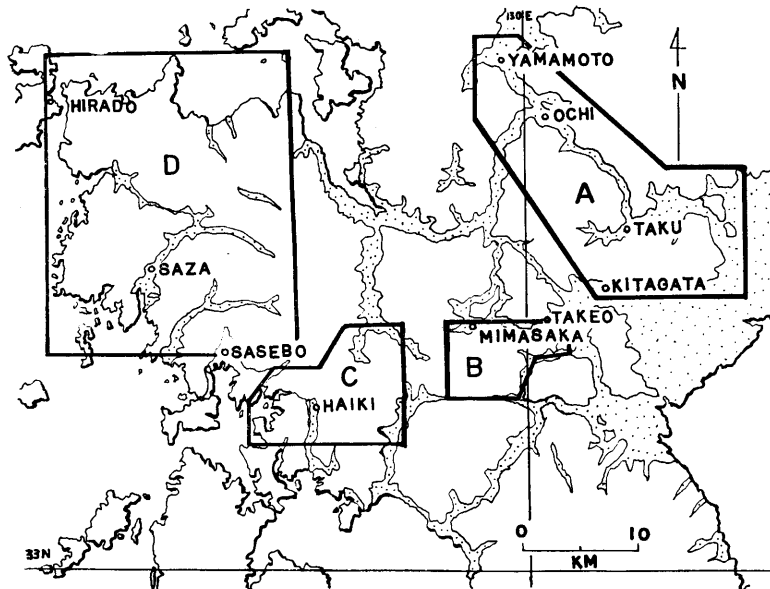 130°E
YAMAMOTO
N
HIRADO
OCHI
D
A
TAKU
SAZA
KITAGATA
TAKEO
MIMASAKA
SASEBO
B
C
HAIKI
0 10
KM
33N